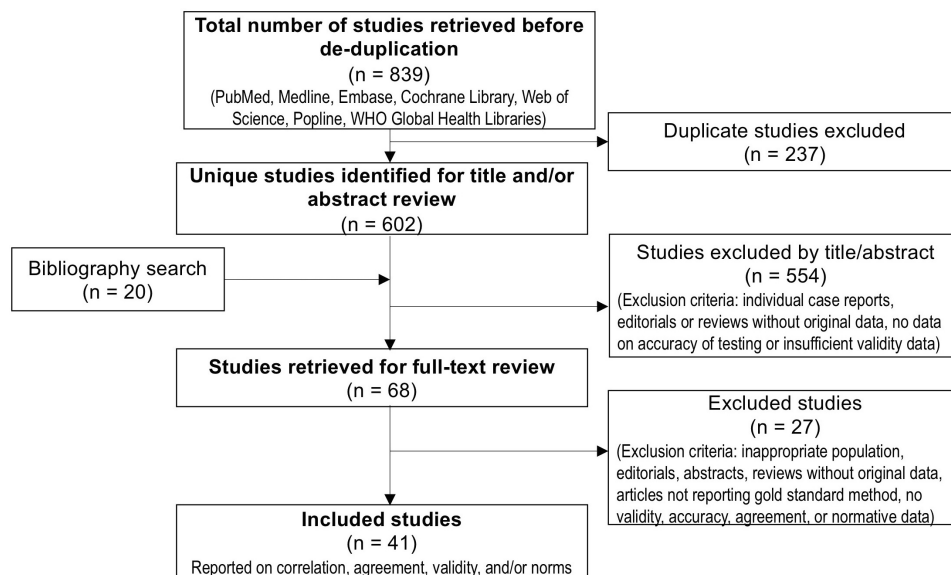 Total number of studies retrieved before
de-duplication
(n = 839)
(PubMed, Medline, Embase, Cochrane Library, Web of
Science, Popline, WHO Global Health Libraries)
Duplicate studies excluded
(n = 237)
Unique studies identified for title and/or
abstract review
(n = 602)
Bibliography search
(n = 20)
Studies excluded by title/abstract
(n = 554)
(Exclusion criteria: individual case reports,
editorials or reviews without original data, no data
on accuracy of testing or insufficient validity data)
Studies retrieved for full-text review
(n = 68)
Excluded studies
(n = 27)
(Exclusion criteria: inappropriate population,
editorials, abstracts, reviews without original data,
articles not reporting gold standard method, no
validity, accuracy, agreement, or normative data)
Included studies
(n = 41)
Reported on correlation, agreement, validity, and/or norms